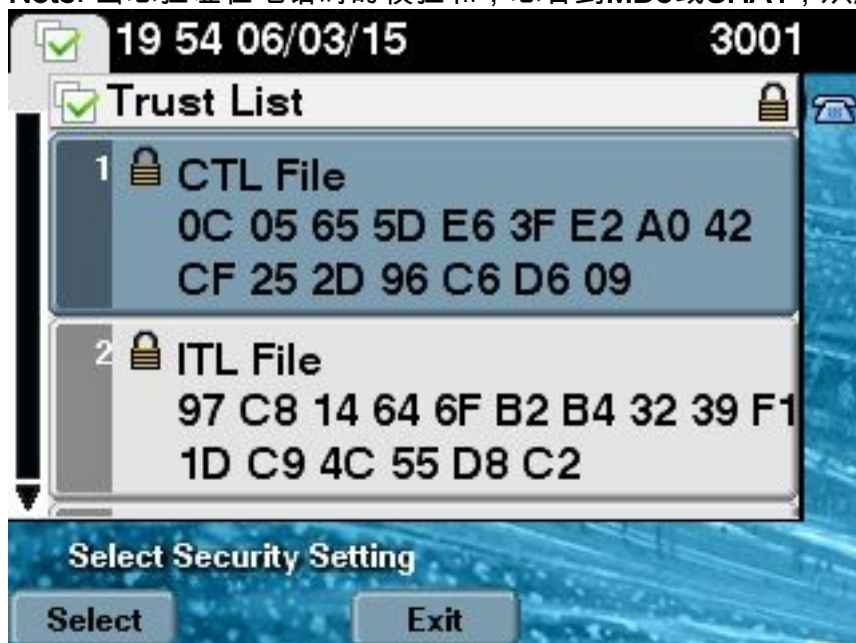 19 54 06/03/15 3001
Trust List
1 CTL File
0C 05 65 5D E6 3F E2 A0 42
CF 25 2D 96 C6 D6 09
2 ITL File
97 C8 14 64 6F B2 B4 32 39 F1
1D C9 4C 55 D8 C2
Select Security Setting
Select Exit